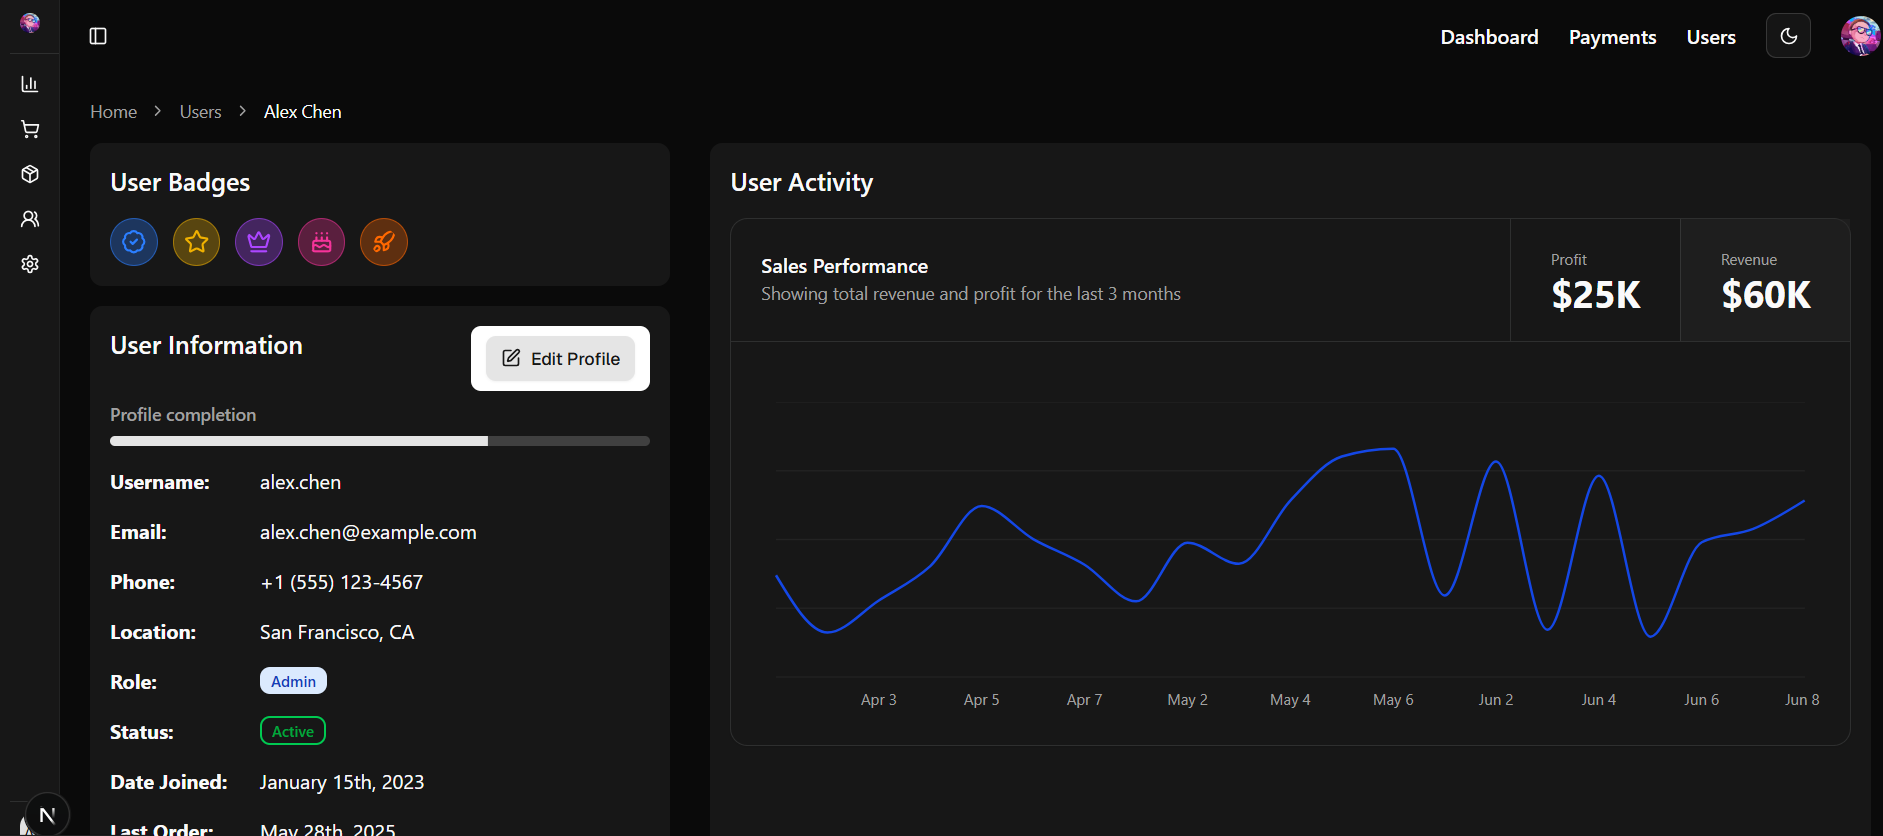 Dashboard Payments Users
Home > Users > Alex Chen
User Badges
User Information
Edit Profile
Profile completion
Username: alex.chen
Email: alex.chen@example.com
Phone: +1 (555) 123-4567
Location: San Francisco, CA
Role: Admin
Status: Active
Date Joined: January 15th, 2023
Last Order: May 28th, 2025
N
User Activity
Sales Performance
Showing total revenue and profit for the last 3 months
Profit
$25K
Revenue
$60K
Apr 3 Apr 5 Apr 7 May 2 May 4 May 6 Jun 2 Jun 4 Jun 6 Jun 8